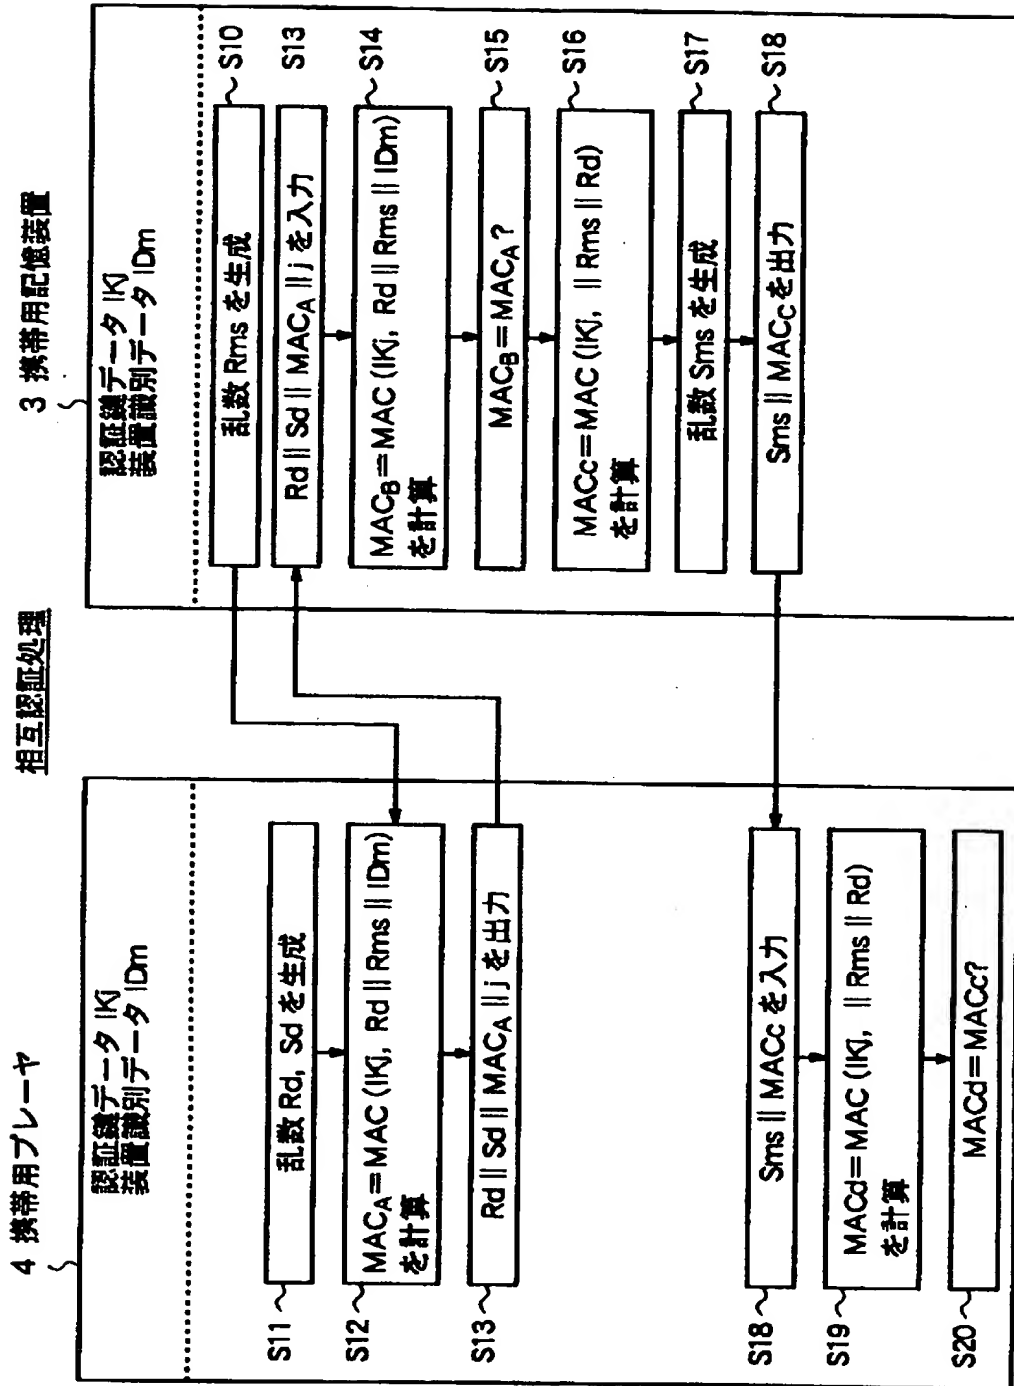 相互認証処理
4 携帯用プレーヤ
認証鍵データ IKj
装置識別データ IDm
S11
乱数 Rd, Sd を生成
S12
MACA=MAC (IKj, Rd || Rms || IDm)
を計算
S13
Rd || Sd || MACA || j を出力
S18
Sms || MACc を入力
S19
MACd=MAC (IKj, || Rms || Rd)
を計算
S20
MACd=MACc?
3 携帯用記憶装置
認証鍵データ IKj
装置識別データ IDm
乱数 Rms を生成
S10
Rd || Sd || MACA || j を入力
S13
MACB=MAC (IKj, Rd || Rms || IDm)
を計算
S14
MACB=MACA ?
S15
MACC=MAC (IKj, || Rms || Rd)
を計算
S16
乱数 Sms を生成
S17
Sms || MACC を出力
S18